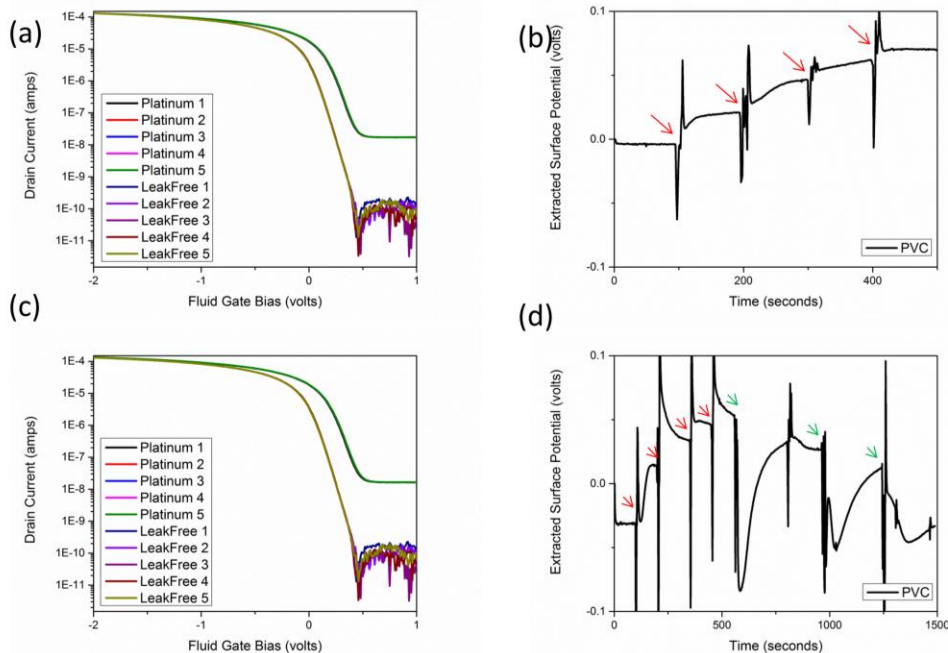 (a)
1E-4
1E-5
1E-6
1E-7
1E-8
1E-9
1E-10
1E-11
Drain Current (amps)
Platinum 1
Platinum 2
Platinum 3
Platinum 4
Platinum 5
LeakFree 1
LeakFree 2
LeakFree 3
LeakFree 4
LeakFree 5
-2 -1 0 1
Fluid Gate Bias (volts)
(b)
0.1
0.0
-0.1
Extracted Surface Potential (volts)
PVC
0 200 400
Time (seconds)
(c)
1E-4
1E-5
1E-6
1E-7
1E-8
1E-9
1E-10
1E-11
Drain Current (amps)
Platinum 1
Platinum 2
Platinum 3
Platinum 4
Platinum 5
LeakFree 1
LeakFree 2
LeakFree 3
LeakFree 4
LeakFree 5
-2 -1 0 1
Fluid Gate Bias (volts)
(d)
0.1
0.0
-0.1
Extracted Surface Potential (volts)
PVC
0 500 1000 1500
Time (seconds)